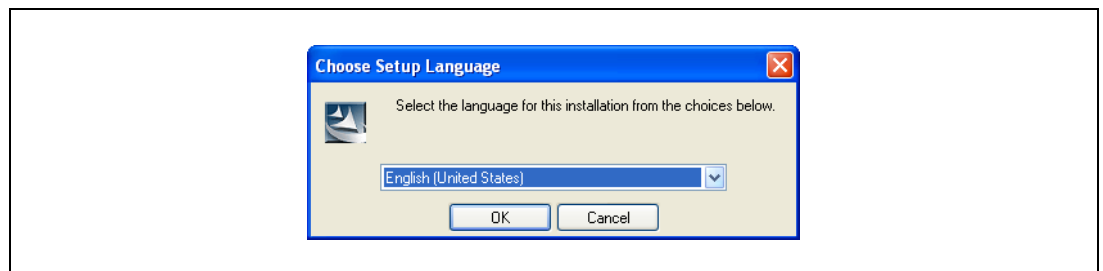 Choose Setup Language
Select the language for this installation from the choices below.
English (United States)
OK Cancel